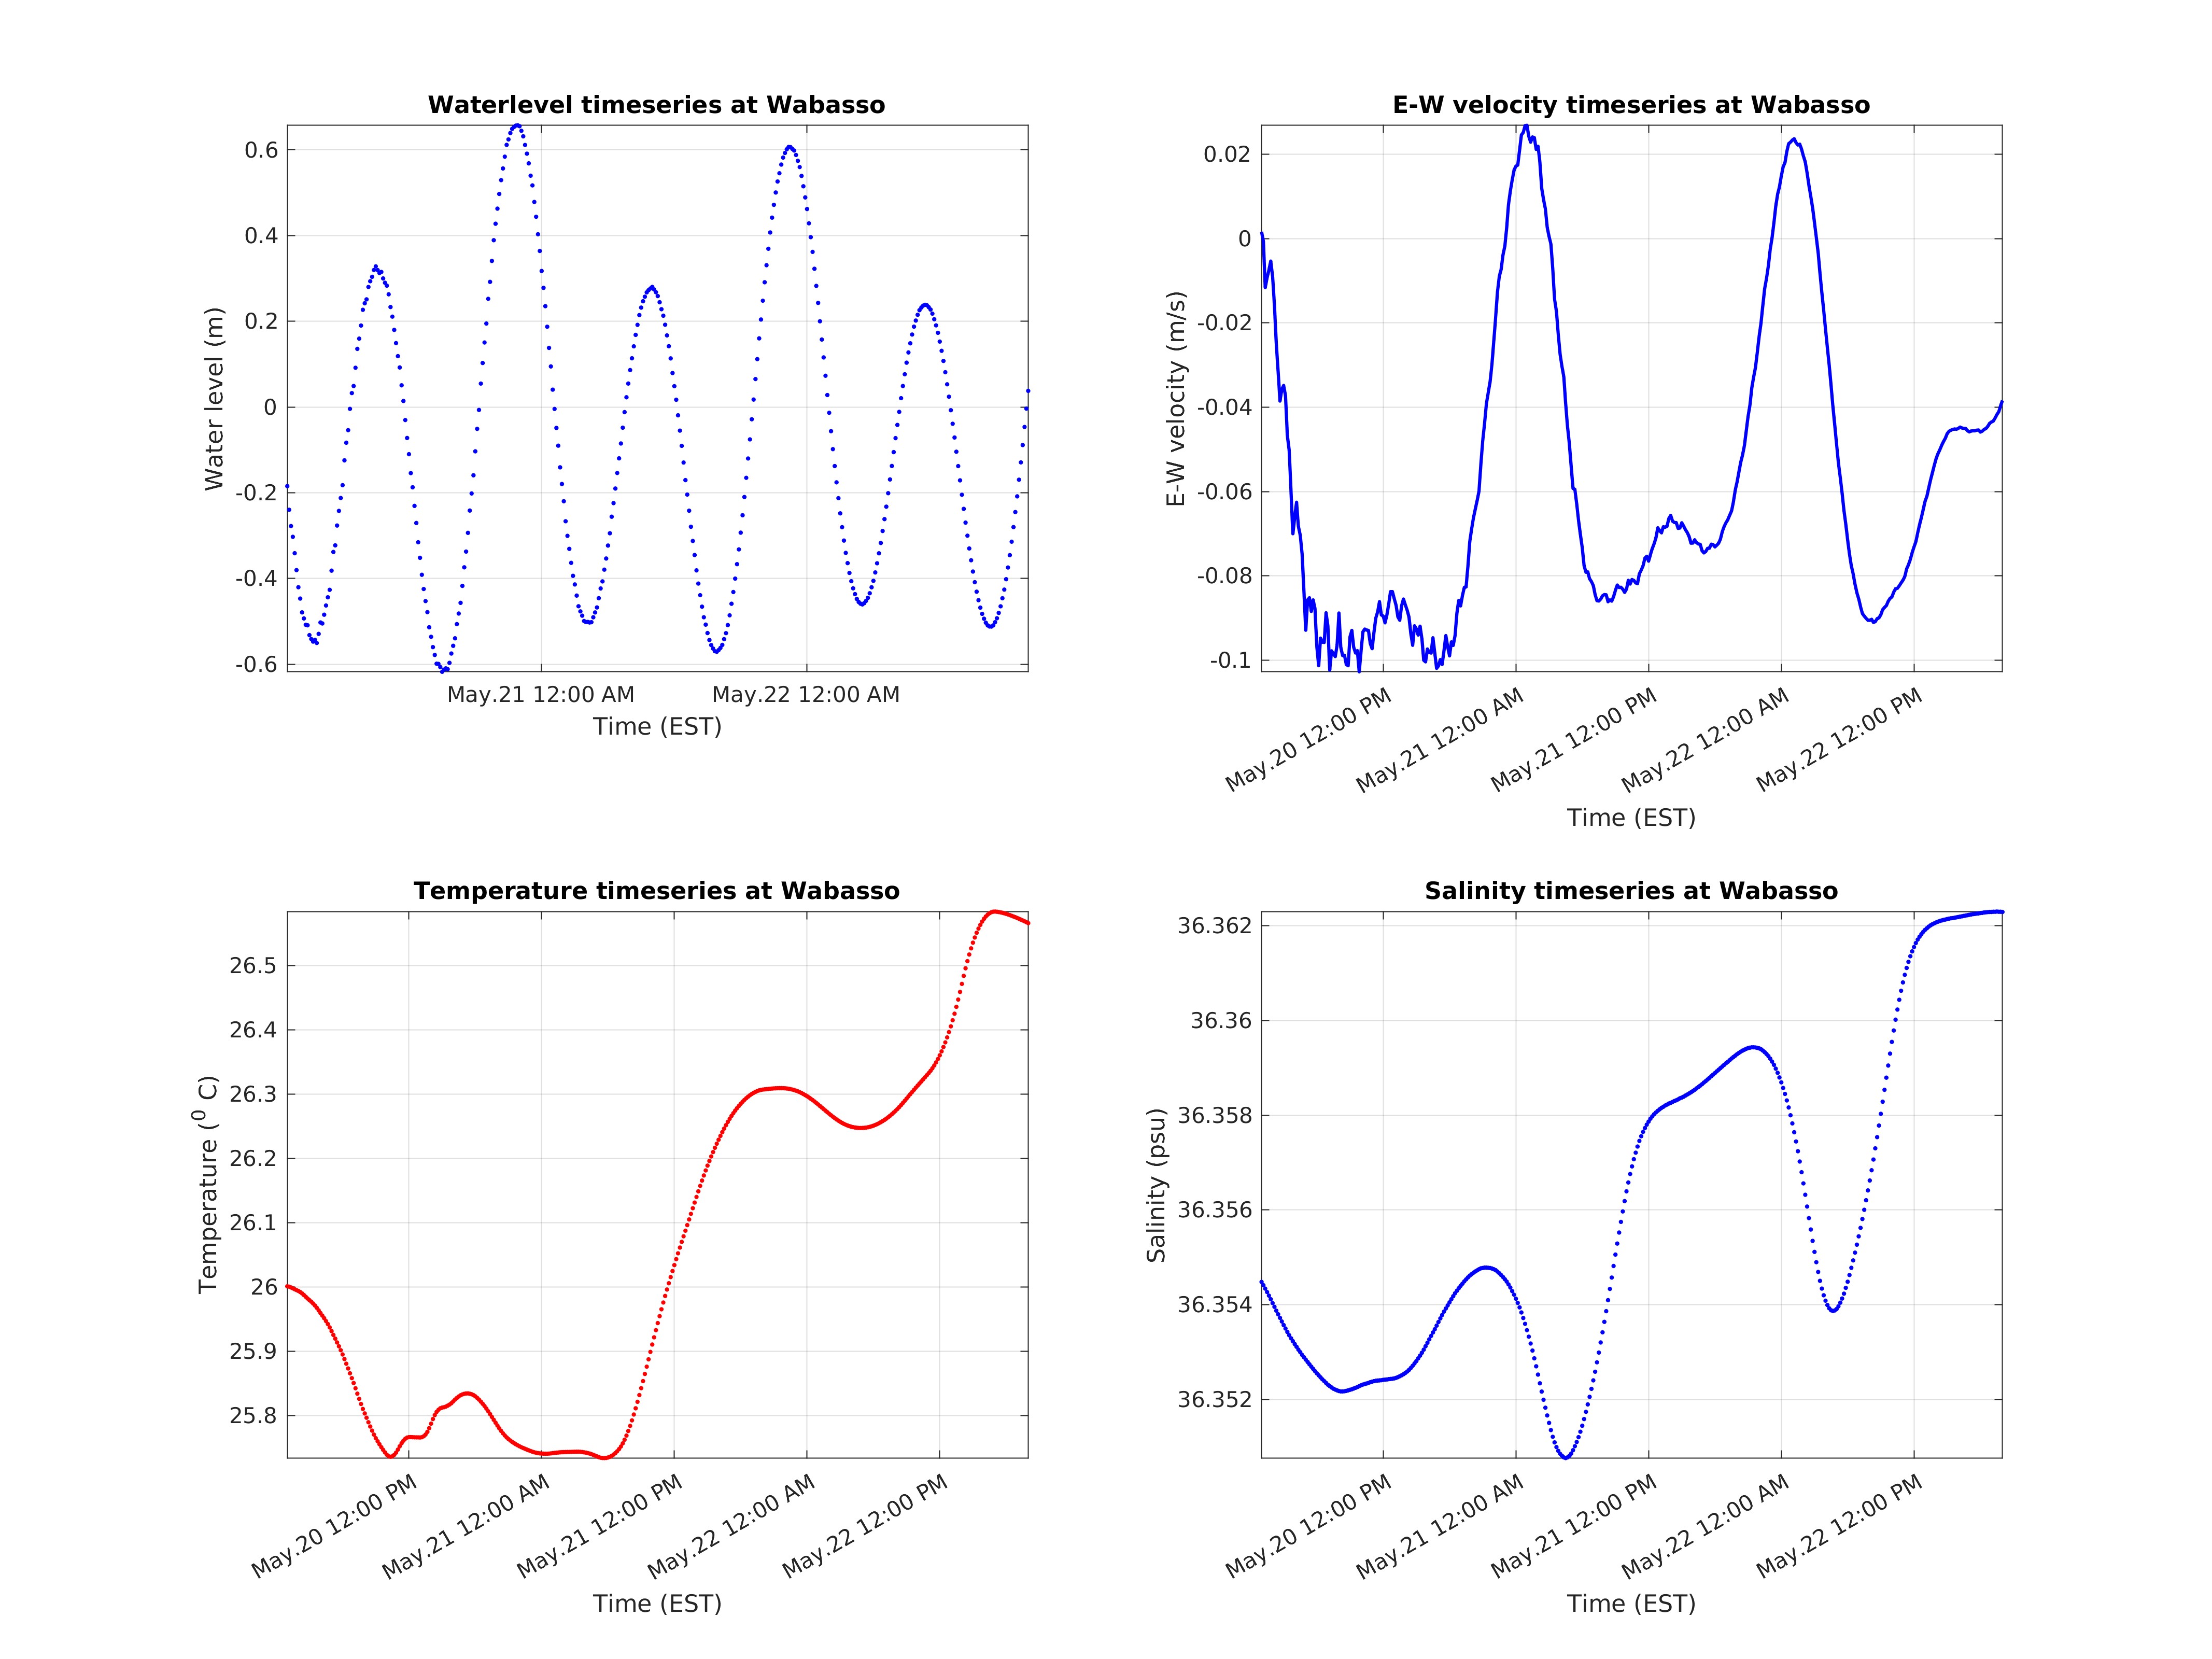 Waterlevel timeseries at Wabasso
0.6
0.4
0.2
0
-0.2
-0.4
-0.6
Water level (m)
May.21 12:00 AM
May.22 12:00 AM
Time (EST)
E-W velocity timeseries at Wabasso
0.02
0
-0.02
-0.04
-0.06
-0.08
-0.1
E-W velocity (m/s)
May.20 12:00 PM
May.21 12:00 AM
May.21 12:00 PM
May.22 12:00 AM
May.22 12:00 PM
Time (EST)
Temperature timeseries at Wabasso
26.5
26.4
26.3
26.2
26.1
26
25.9
25.8
Temperature (⁰ C)
May.20 12:00 PM
May.21 12:00 AM
May.21 12:00 PM
May.22 12:00 AM
May.22 12:00 PM
Time (EST)
Salinity timeseries at Wabasso
36.362
36.36
36.358
36.356
36.354
36.352
Salinity (psu)
May.20 12:00 PM
May.21 12:00 AM
May.21 12:00 PM
May.22 12:00 AM
May.22 12:00 PM
Time (EST)